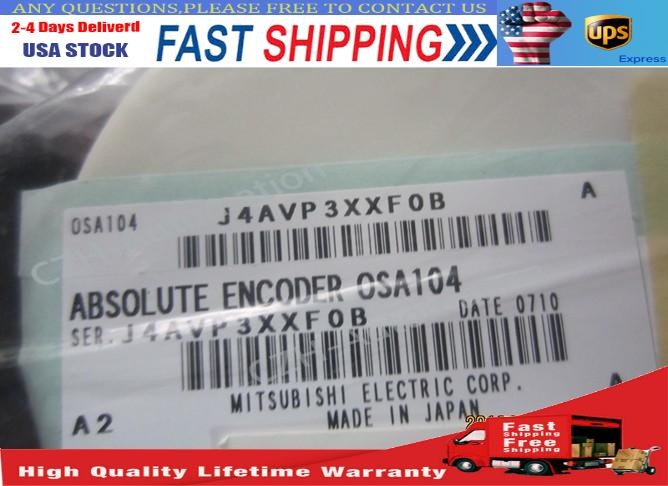 ANY QUESTIONS,PLEASE FREE TO CONTACT US
2-4 Days Deliverd
USA STOCK
FAST SHIPPING
ups
Express
OSA104
J4AVP3XXF0B
A
ABSOLUTE ENCODER OSA104
SER.J4AVP3XXF0B
DATE 0710
MITSUBISHI ELECTRIC CORP.
A2
MADE IN JAPAN
Fast
Shipping
Free
Shipping
High Quality Lifetime Warranty